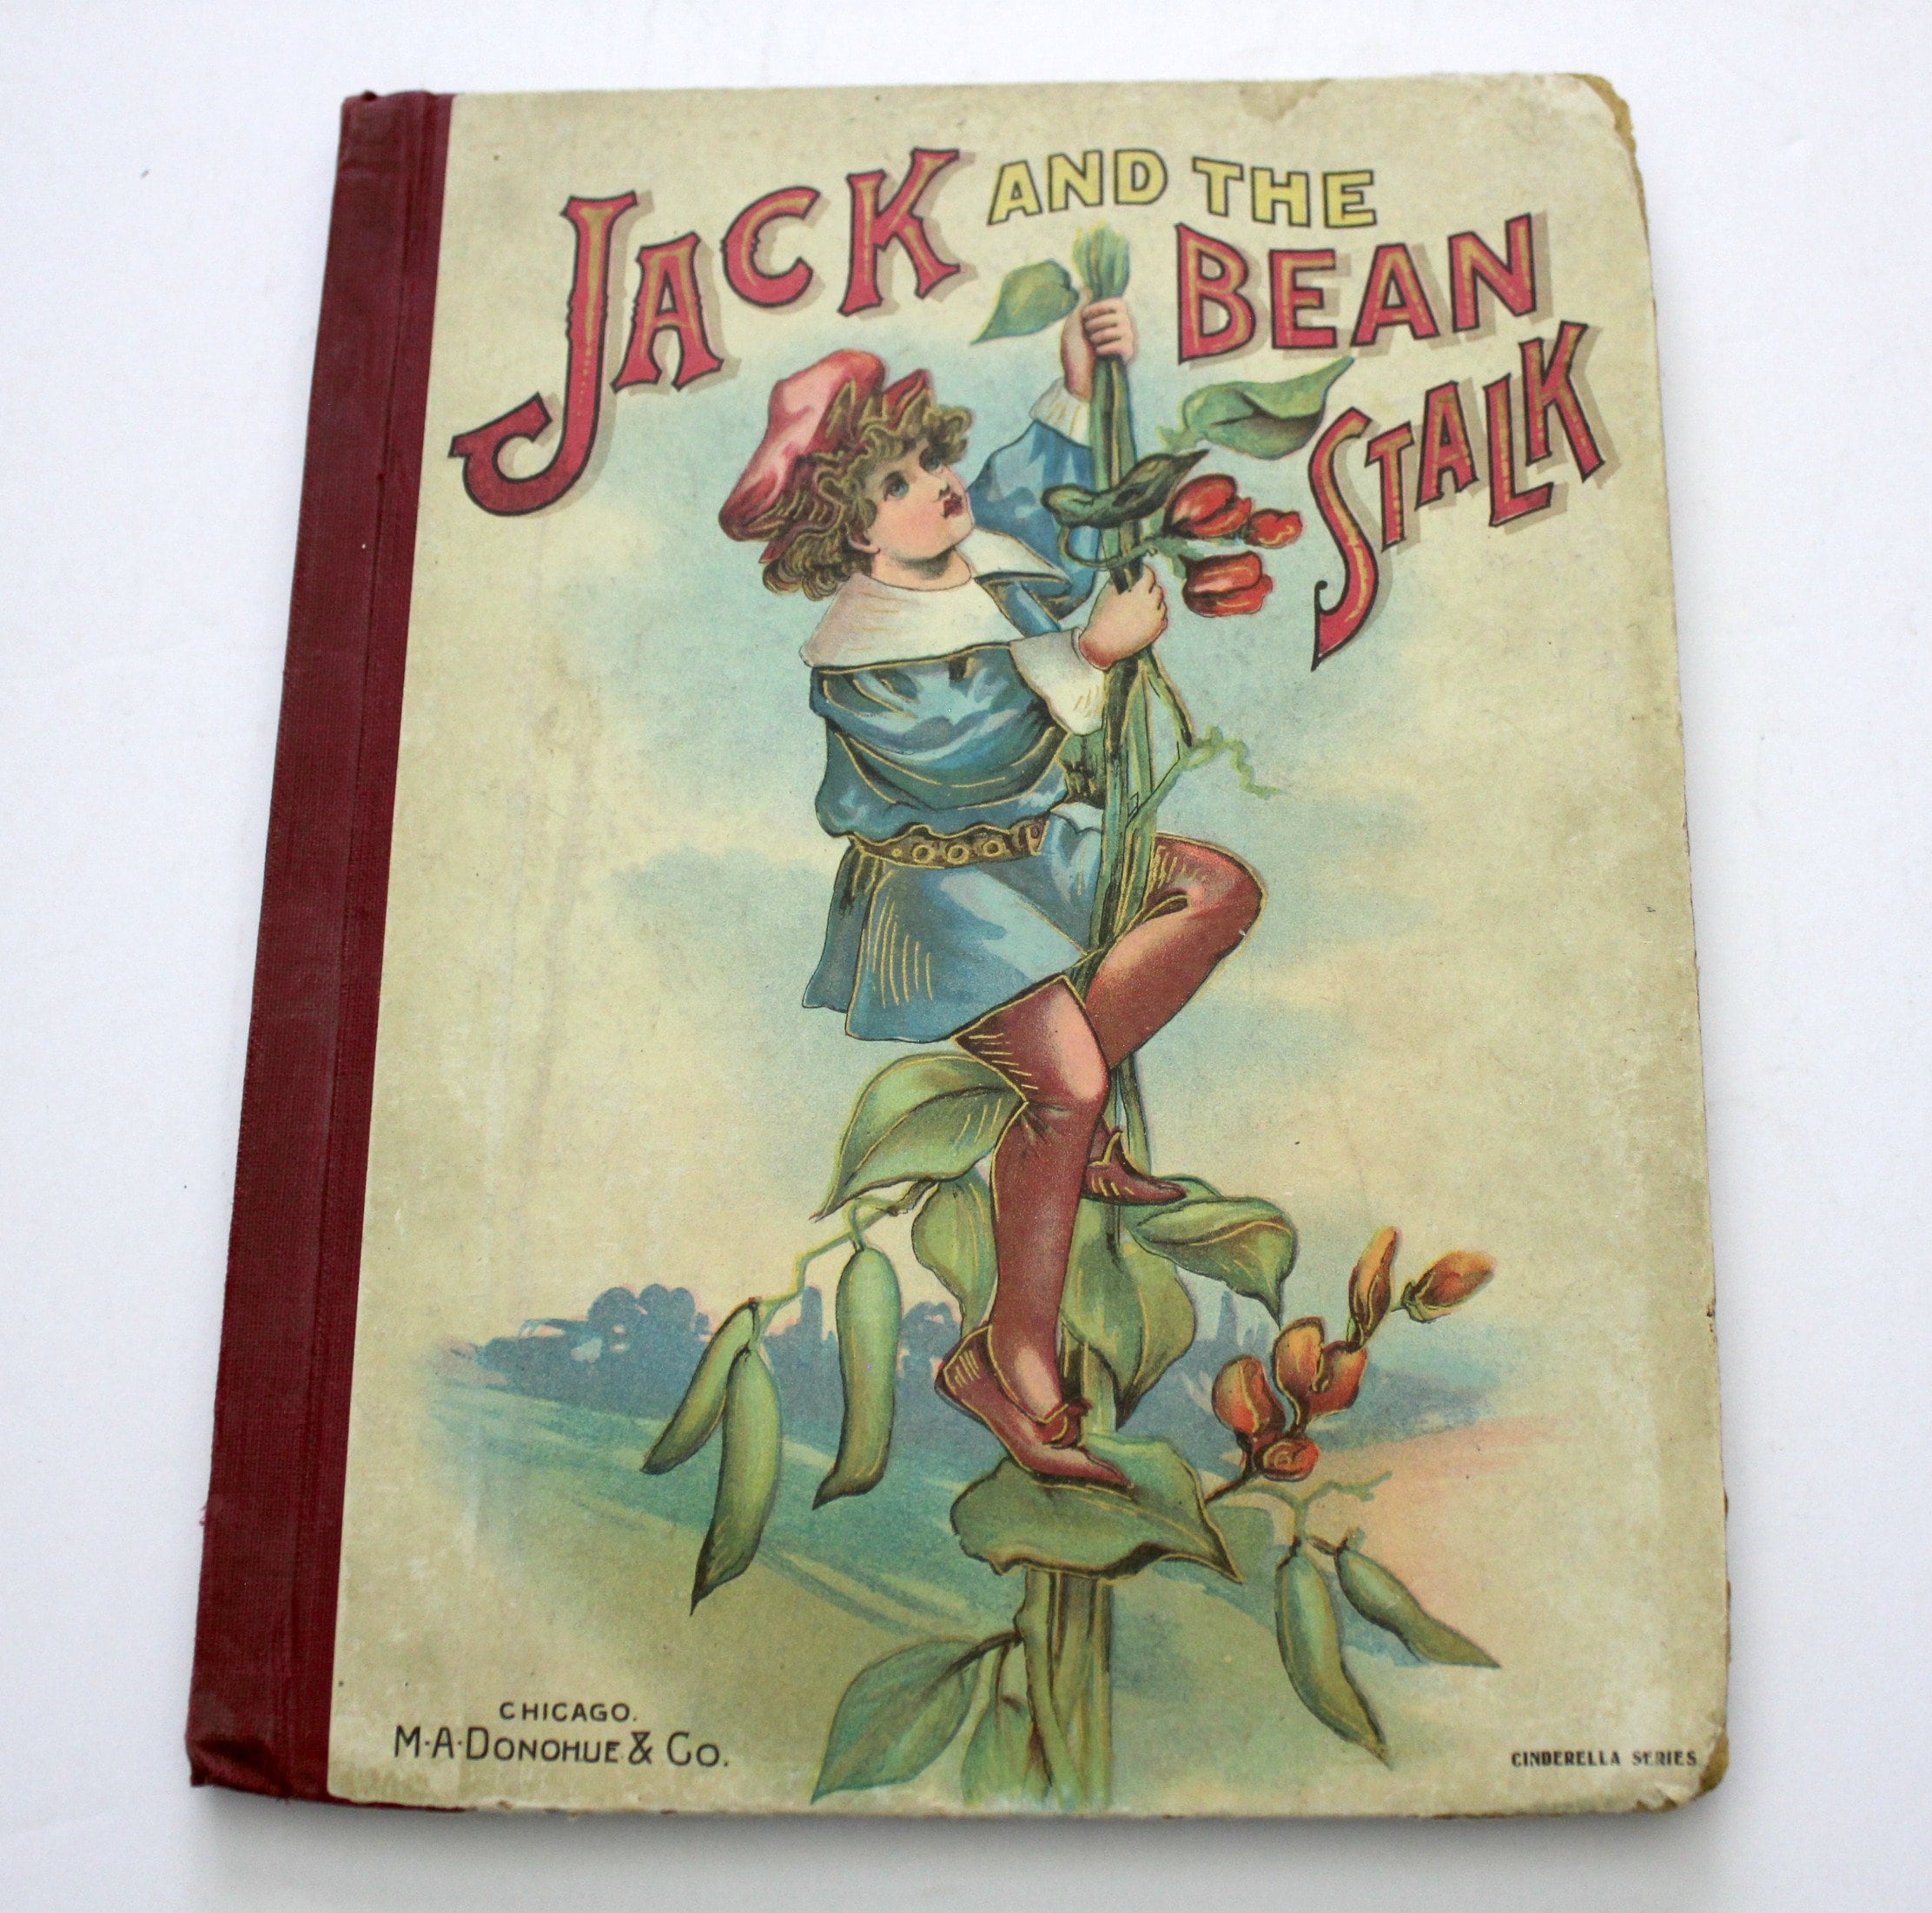 JACK AND THE
BEAN
STALK
CHICAGO.
M·A·DONOHUE & CO.
CINDERELLA SERIES